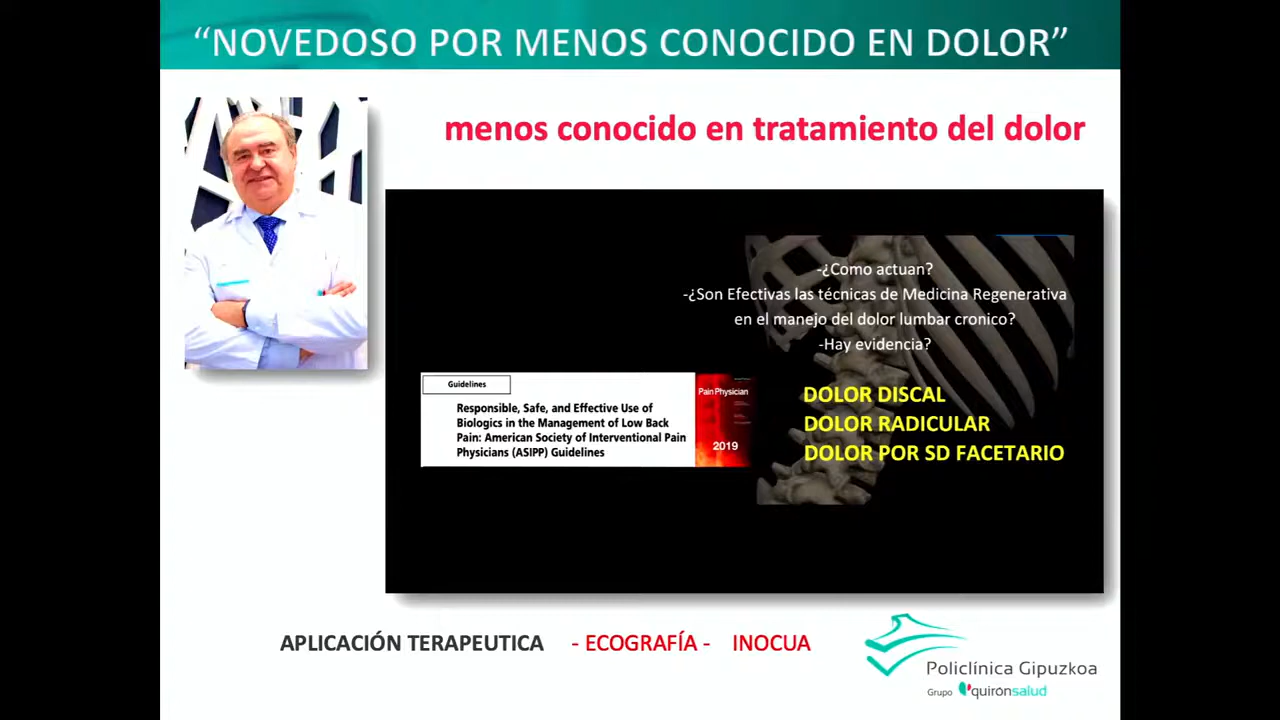 “NOVEDOSO POR MENOS CONOCIDO EN DOLOR”
menos conocido en tratamiento del dolor
-¿Como actuan?
-¿Son Efectivas las técnicas de Medicina Regenerativa
en el manejo del dolor lumbar cronico?
-Hay evidencia?
Guidelines
Responsible, Safe, and Effective Use of
Biologics in the Management of Low Back
Pain: American Society of Interventional Pain
Physicians (ASIPP) Guidelines
Pain Physician
2019
DOLOR DISCAL
DOLOR RADICULAR
DOLOR POR SD FACETARIO
APLICACIÓN TERAPEUTICA - ECOGRAFÍA - INOCUA
Policlínica Gipuzkoa
Grupo quirónsalud